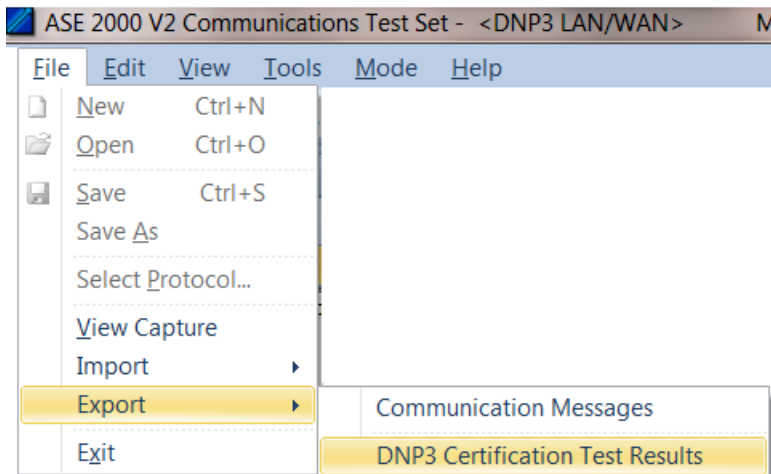 ASE 2000 V2 Communications Test Set - <DNP3 LAN/WAN> M
File Edit View Tools Mode Help
New Ctrl+N
Open Ctrl+O
Save Ctrl+S
Save As
Select Protocol...
View Capture
Import
Export
Communication Messages
Exit
DNP3 Certification Test Results